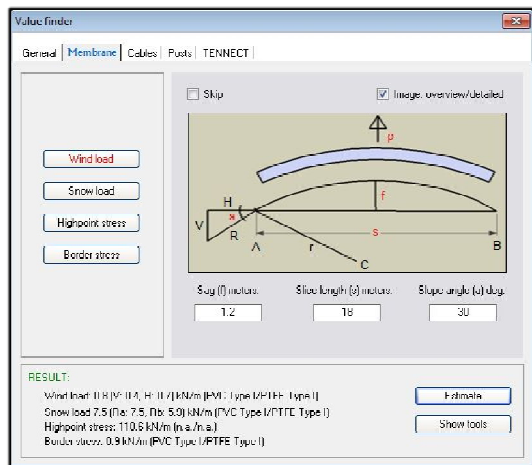 Value finder
General Membrane Cables Posts TENNECT
Skip
Image: overview/detailed
Wind load
Snow load
Highpoint stress
Border stress
p
f
H
a
V
R
s
A
B
r
C
Sag (f) meters:
Slice length (s) meters:
Slope angle (a) deg:
1.2
18
30
RESULT:
Wind load: 0.8 (V: 0.4, H: 0.7) kN/m (PVC Type I/PTFE Type I)
Snow load 7.5 (Ra: 7.5, Rb: 5.9) kN/m (PVC Type I/PTFE Type I)
Highpoint stress: 110.6 kN/m (n.a./n.a.)
Border stress: 0.9 kN/m (PVC Type I/PTFE Type I)
Estimate
Show tools